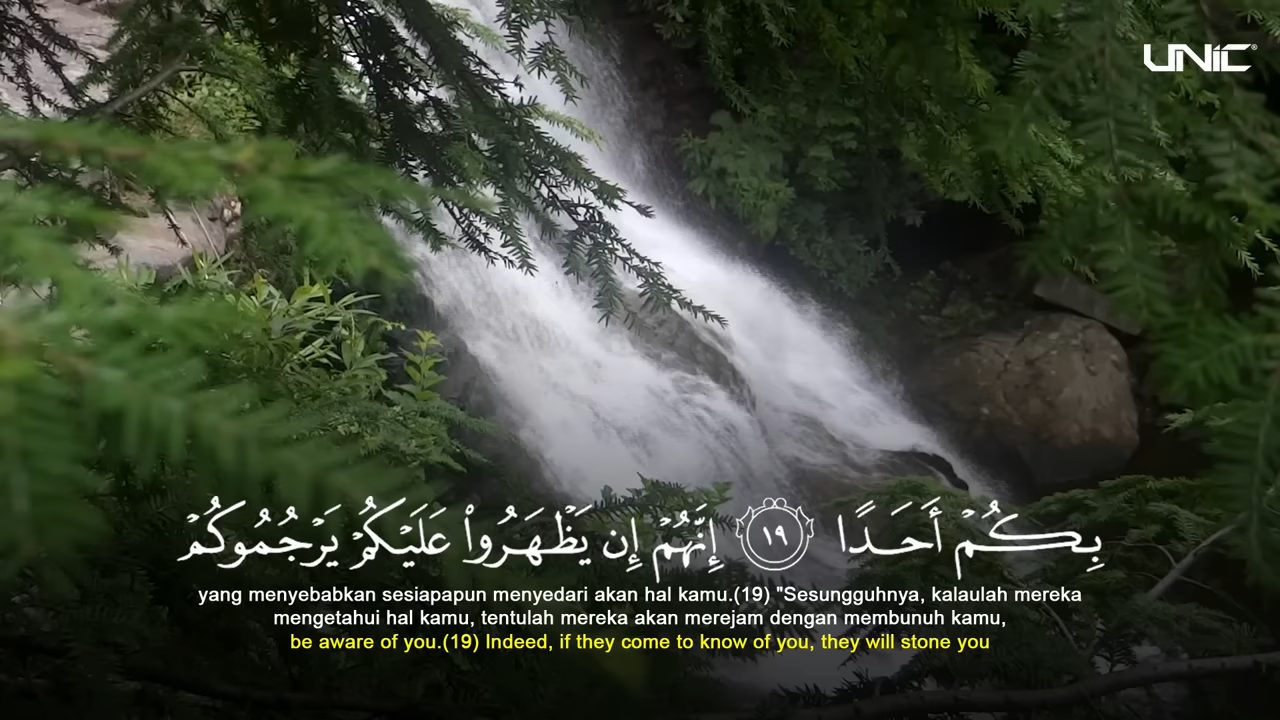 UNIC®
بِكُمْ أَحَدًا ١٩ إِنَّهُمْ إِن يَظْهَرُوا۟ عَلَيْكُمْ يَرْجُمُوكُمْ
yang menyebabkan sesiapapun menyedari akan hal kamu.(19) "Sesungguhnya, kalaulah mereka
mengetahui hal kamu, tentulah mereka akan merejam dengan membunuh kamu,
be aware of you.(19) Indeed, if they come to know of you, they will stone you